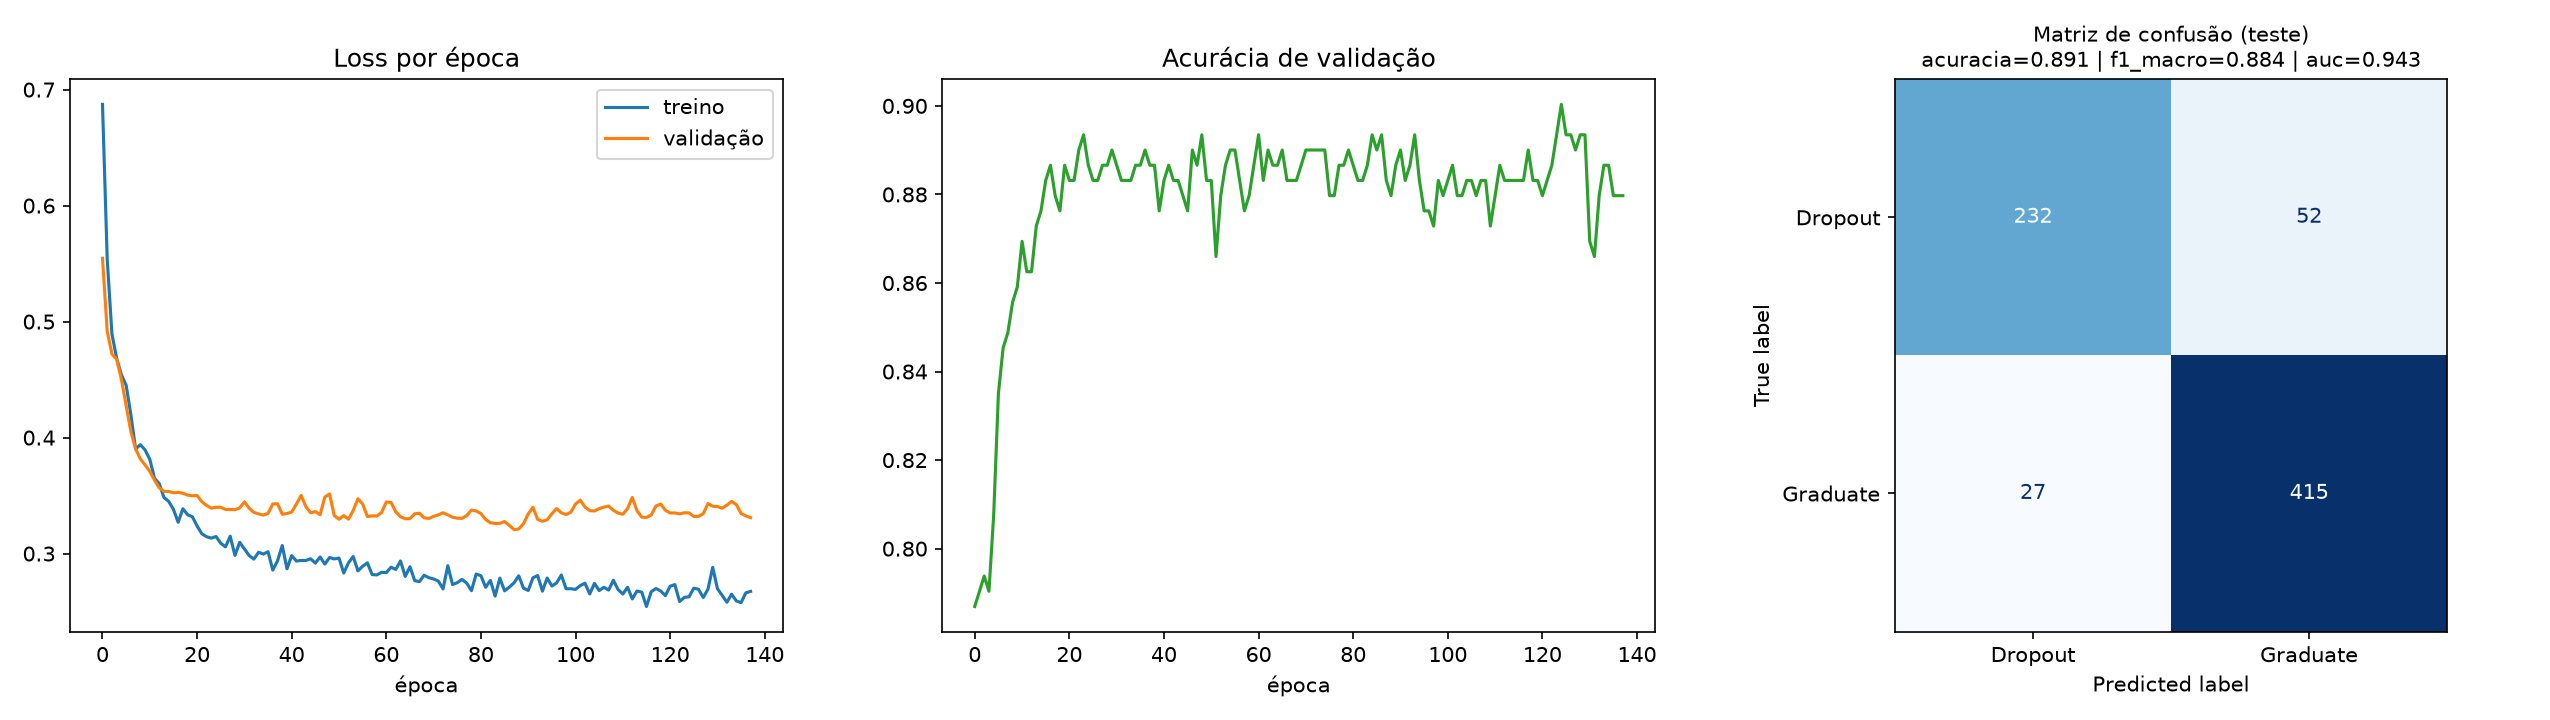 Loss por época
0.7
0.6
0.5
0.4
0.3
treino
validação
0 20 40 60 80 100 120 140
época
Acurácia de validação
0.90
0.88
0.86
0.84
0.82
0.80
0 20 40 60 80 100 120 140
época
Matriz de confusão (teste)
acuracia=0.891 | f1_macro=0.884 | auc=0.943
True label
Dropout
Graduate
232 52
27 415
Dropout Graduate
Predicted label